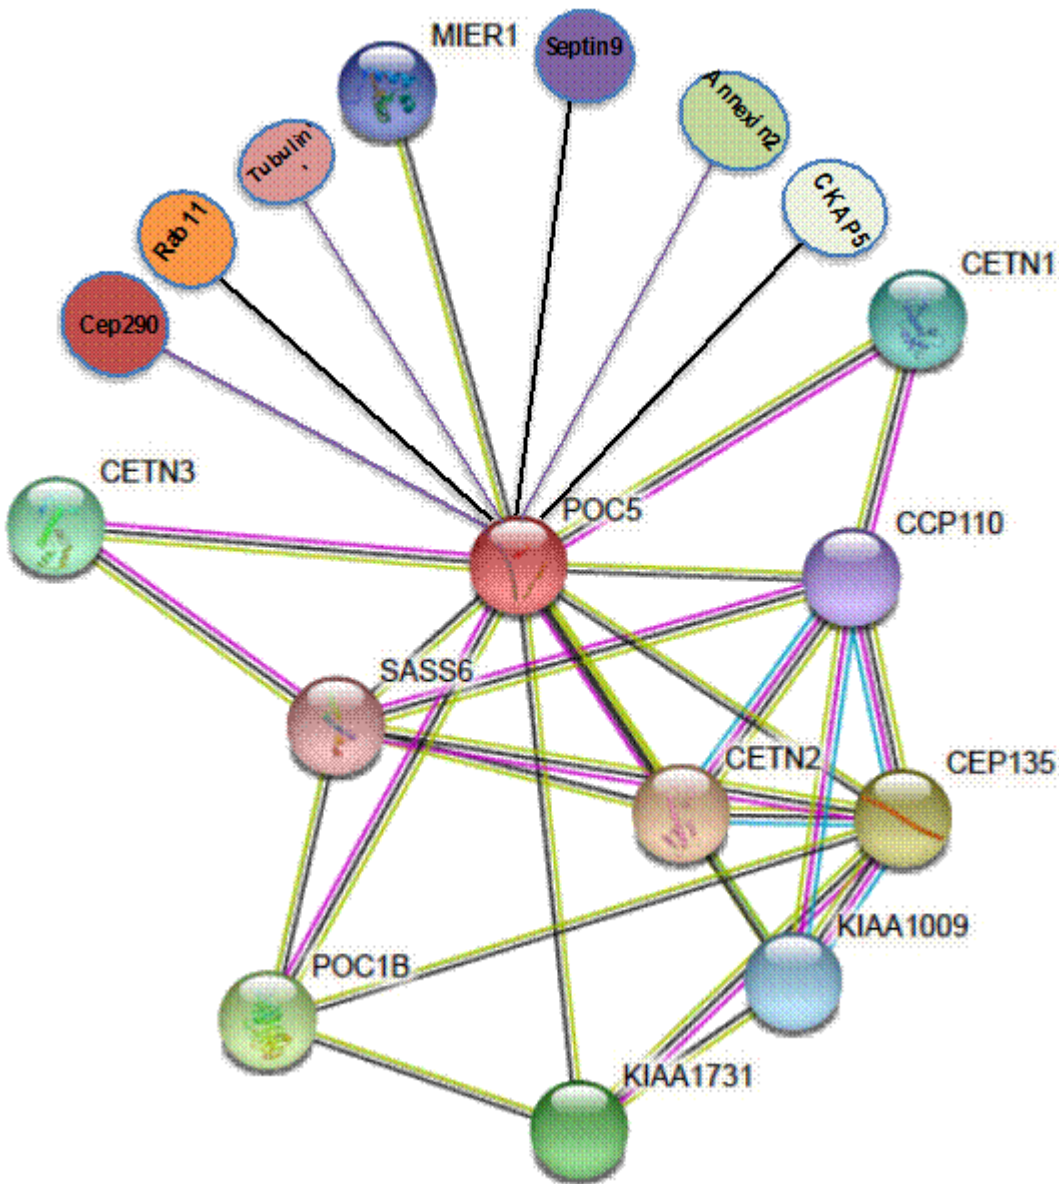 MIER1
Septin9
Annexin2
Tubulin'
,
CKAP5
Rab11
CETN1
Cep290
CETN3
POC5
CCP110
SASS6
CETN2
CEP135
KIAA1009
POC1B
KIAA1731